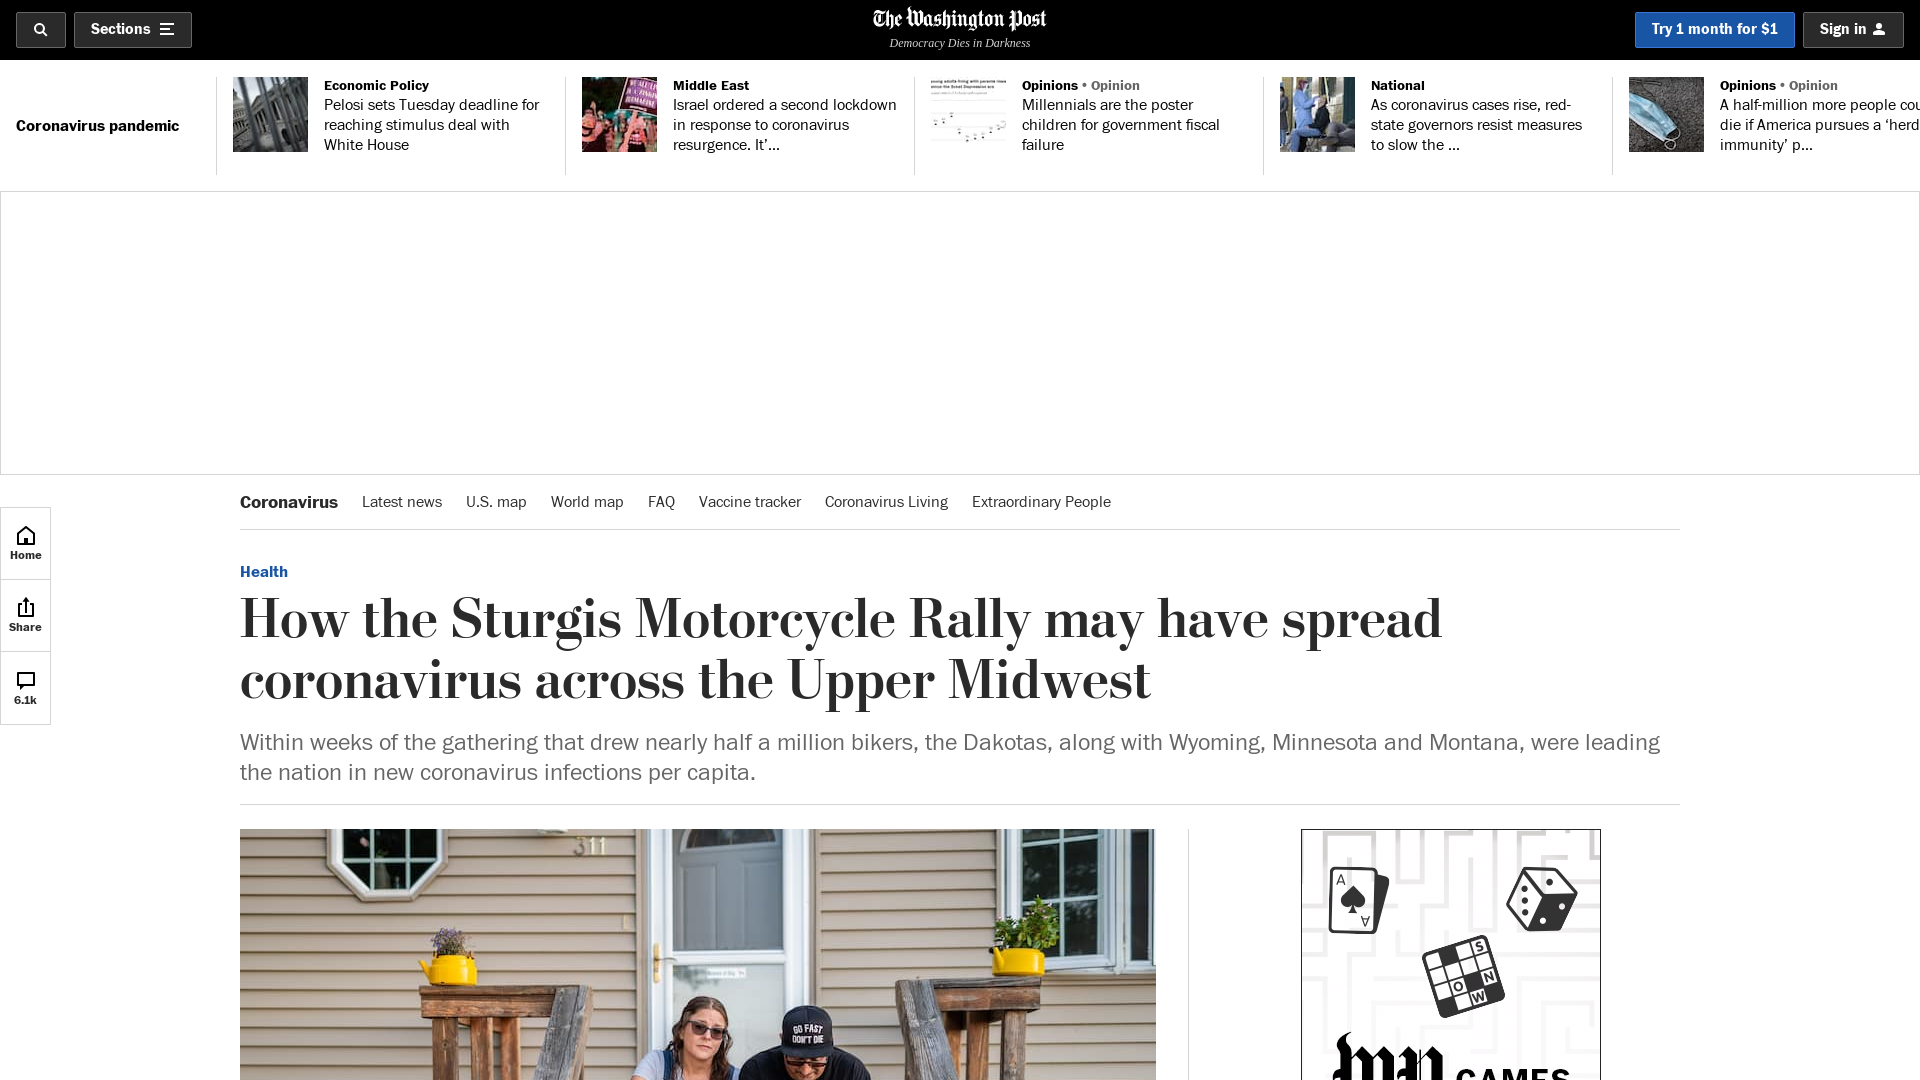 Sections
The Washington Post
Democracy Dies in Darkness
Try 1 month for $1
Sign in
Coronavirus pandemic
Economic Policy
Pelosi sets Tuesday deadline for
reaching stimulus deal with
White House
Middle East
Israel ordered a second lockdown
in response to coronavirus
resurgence. It’...
Opinions • Opinion
Millennials are the poster
children for government fiscal
failure
National
As coronavirus cases rise, red-
state governors resist measures
to slow the ...
Opinions • Opinion
A half-million more people cou
die if America pursues a ‘herd
immunity’ p...
Coronavirus
Latest news
U.S. map
World map
FAQ
Vaccine tracker
Coronavirus Living
Extraordinary People
Home
Share
6.1k
Health
How the Sturgis Motorcycle Rally may have spread
coronavirus across the Upper Midwest
Within weeks of the gathering that drew nearly half a million bikers, the Dakotas, along with Wyoming, Minnesota and Montana, were leading
the nation in new coronavirus infections per capita.
311
GO FAST
DON'T DIE
A
A
S
N
O
W
wp GAMES